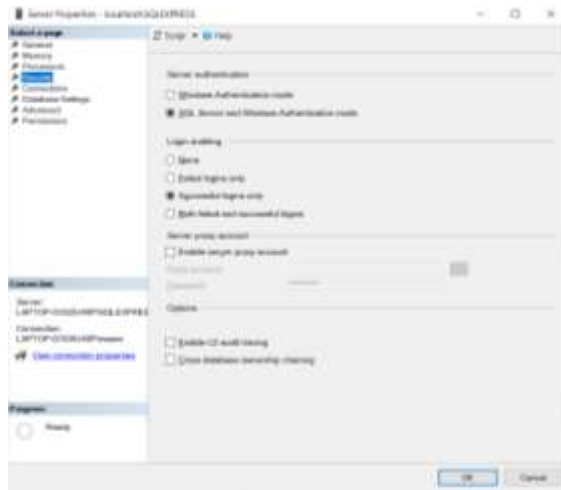 Server Properties - localhost\SQLEXPRESS
Select a page
General
Memory
Processors
Security
Connections
Database Settings
Advanced
Permissions
Script
Help
Server authentication
Windows Authentication mode
SQL Server and Windows Authentication mode
Login auditing
None
Failed logins only
Successful logins only
Both failed and successful logins
Server proxy account
Enable server proxy account
Proxy account:
Password:
Options
Enable C2 audit tracing
Cross database ownership chaining
Connection
Server:
Connection:
View connection properties
Progress
Ready
OK
Cancel